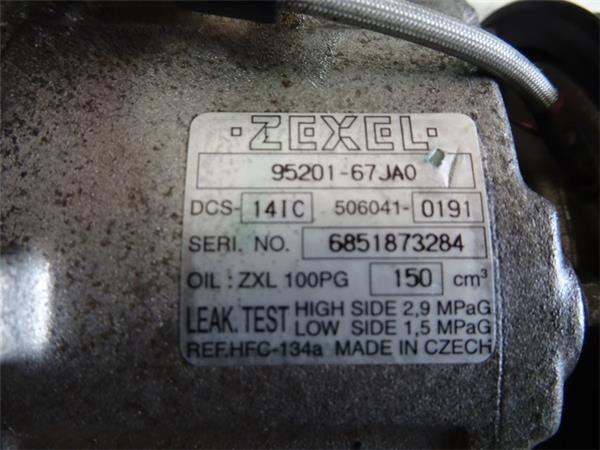 ·ZEXEL·
95201-67JA0
DCS- 14IC 506041- 0191
SERI. NO. 6851873284
OIL : ZXL 100PG 150 cm³
LEAK. TEST HIGH SIDE 2,9 MPaG
LOW SIDE 1,5 MPaG
REF.HFC-134a MADE IN CZECH